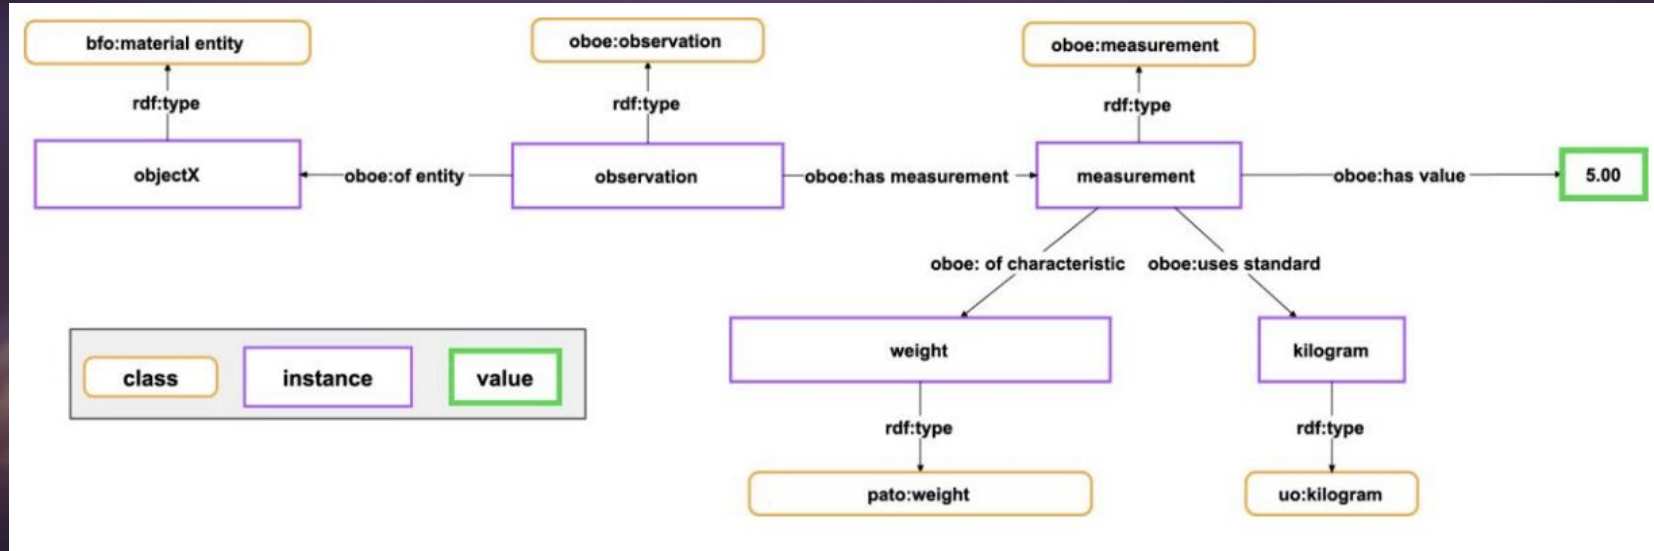 bfo:material entity
oboe:observation
oboe:measurement
rdf:type
rdf:type
rdf:type
objectX
oboe:of entity
observation
oboe:has measurement
measurement
oboe:has value
5.00
oboe: of characteristic
oboe:uses standard
weight
kilogram
class
instance
value
rdf:type
rdf:type
pato:weight
uo:kilogram